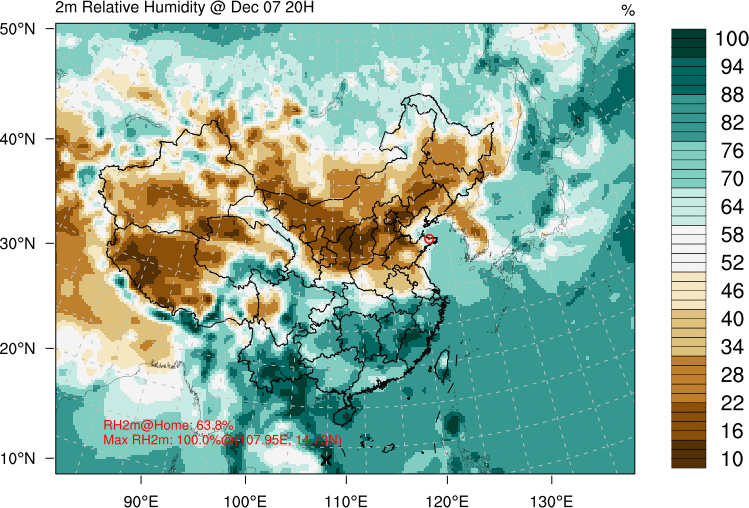 2m Relative Humidity @ Dec 07 20H
%
50°N
40°N
30°N
20°N
10°N
90°E
100°E
110°E
120°E
130°E
100
94
88
82
76
70
64
58
52
46
40
34
28
22
16
10
RH2m@Home: 63.8%
Max RH2m: 100.0%@(107.95E,